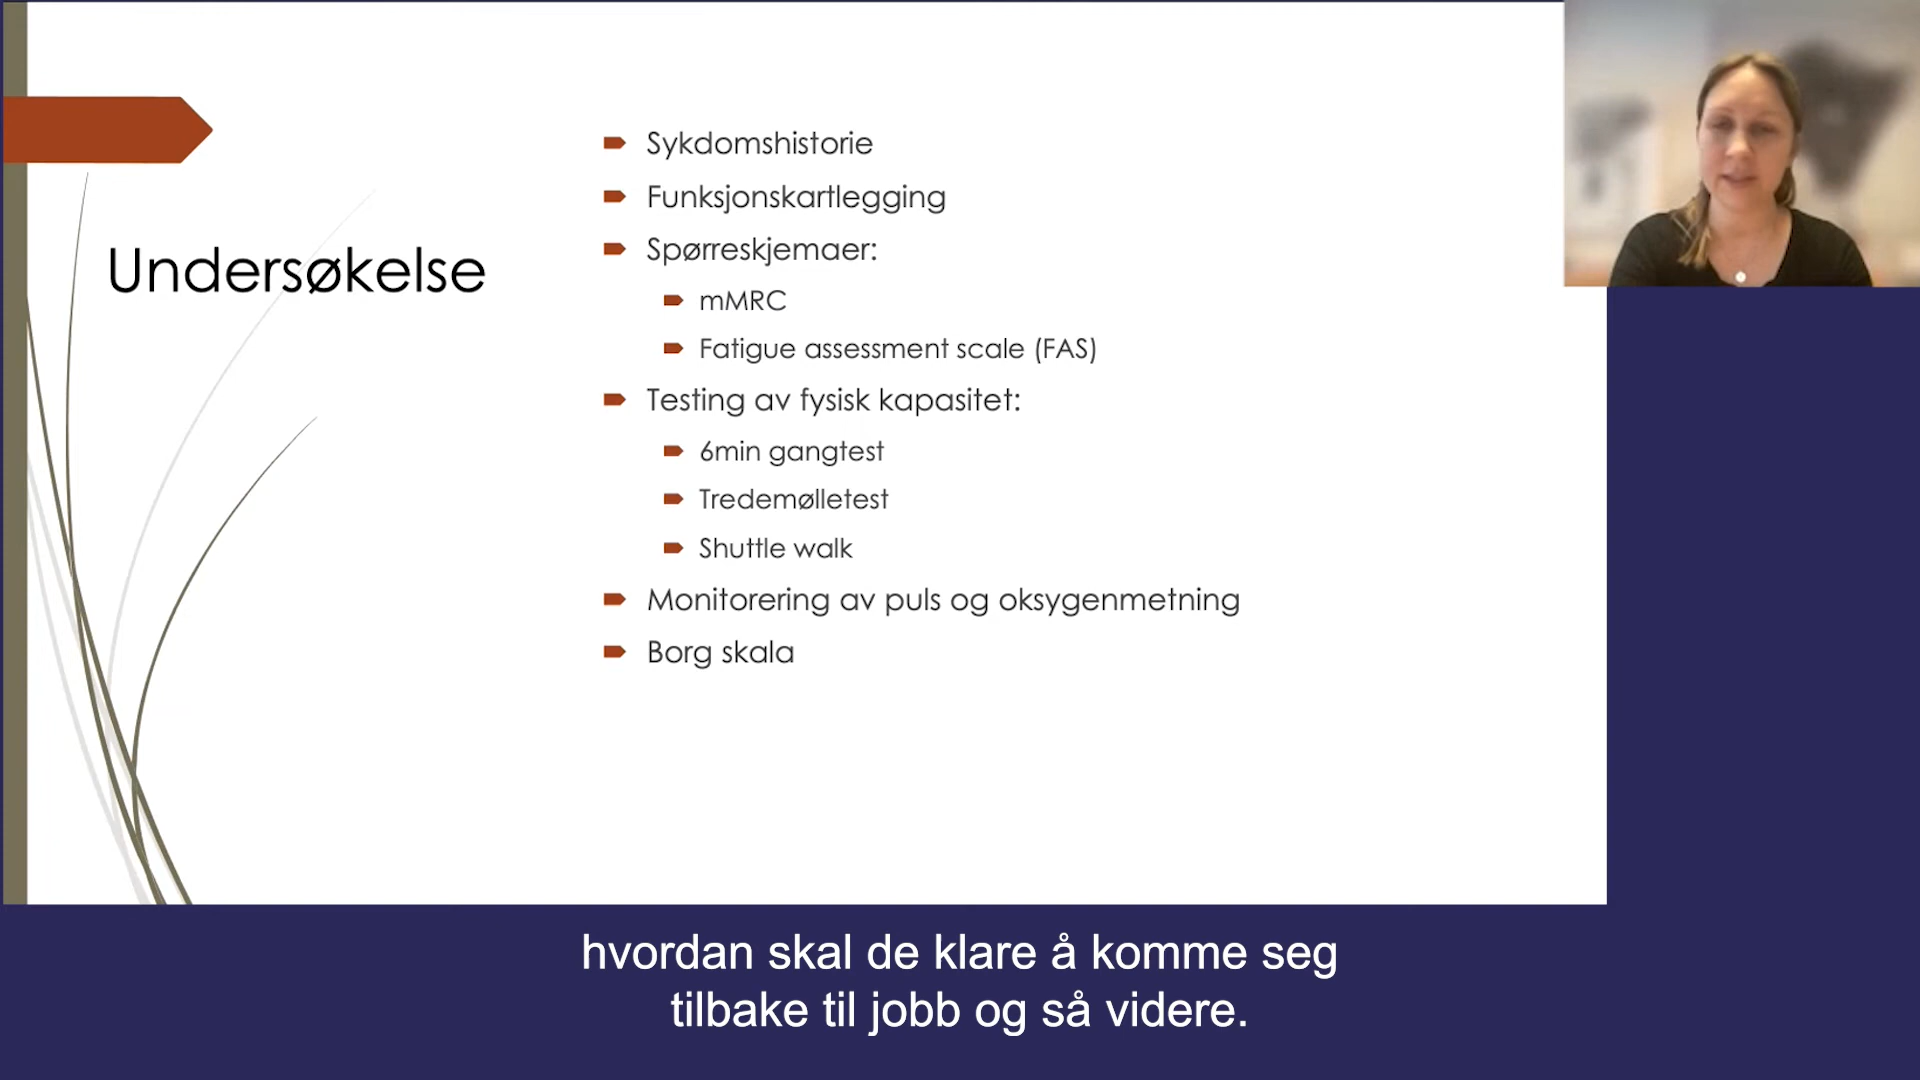 Undersøkelse
Sykdomshistorie
Funksjonskartlegging
Spørreskjemaer:
mMRC
Fatigue assessment scale (FAS)
Testing av fysisk kapasitet:
6min gangtest
Tredemølletest
Shuttle walk
Monitorering av puls og oksygenmetning
Borg skala
hvordan skal de klare å komme seg
tilbake til jobb og så videre.